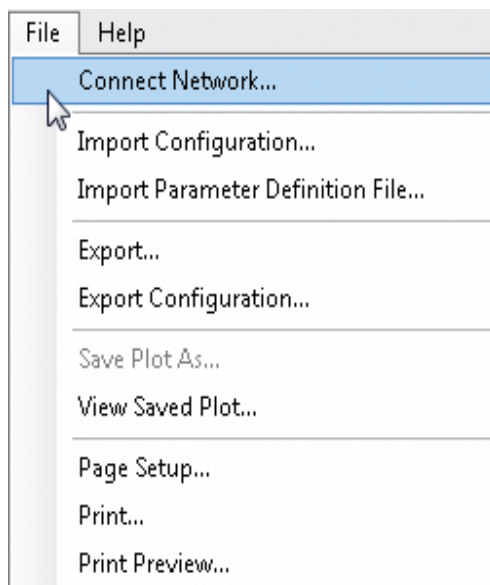 File Help
Connect Network...
Import Configuration...
Import Parameter Definition File...
Export...
Export Configuration...
Save Plot As...
View Saved Plot...
Page Setup...
Print...
Print Preview...